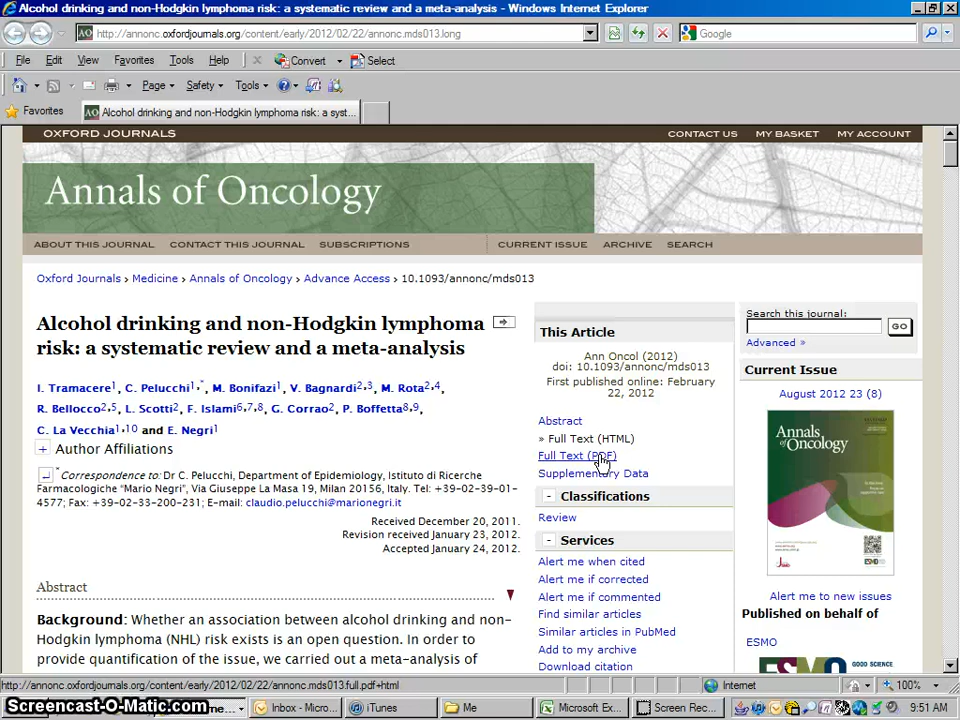 Alcohol drinking and non-Hodgkin lymphoma risk: a systematic review and a meta-analysis - Windows Internet Explorer
http://annonc.oxfordjournals.org/content/early/2012/02/22/annonc.mds013.long
Google
File Edit View Favorites Tools Help
Convert
Select
Page
Safety
Tools
Favorites
Alcohol drinking and non-Hodgkin lymphoma risk: a syst...
OXFORD JOURNALS
CONTACT US MY BASKET MY ACCOUNT
Annals of Oncology
ABOUT THIS JOURNAL CONTACT THIS JOURNAL SUBSCRIPTIONS
CURRENT ISSUE ARCHIVE SEARCH
Oxford Journals > Medicine > Annals of Oncology > Advance Access > 10.1093/annonc/mds013
Alcohol drinking and non-Hodgkin lymphoma
risk: a systematic review and a meta-analysis
I. Tramacere1, C. Pelucchi1,*, M. Bonifazi1, V. Bagnardi2,3, M. Rota2,4,
R. Bellocco2,5, L. Scotti2, F. Islami6,7,8, G. Corrao2, P. Boffetta8,9,
C. La Vecchia1,10 and E. Negri1
+ Author Affiliations
*Correspondence to: Dr C. Pelucchi, Department of Epidemiology, Istituto di Ricerche
Farmacologiche “Mario Negri”, Via Giuseppe La Masa 19, Milan 20156, Italy. Tel: +39-02-39-01-
4577; Fax: +39-02-33-200-231; E-mail: claudio.pelucchi@marionegri.it
Received December 20, 2011.
Revision received January 23, 2012.
Accepted January 24, 2012.
Abstract
Background: Whether an association between alcohol drinking and non-
Hodgkin lymphoma (NHL) risk exists is an open question. In order to
provide quantification of the issue, we carried out a meta-analysis of
This Article
Ann Oncol (2012)
doi: 10.1093/annonc/mds013
First published online: February
22, 2012
Abstract
» Full Text (HTML)
Full Text (PDF)
Supplementary Data
- Classifications
Review
- Services
Alert me when cited
Alert me if corrected
Alert me if commented
Find similar articles
Similar articles in PubMed
Add to my archive
Download citation
Search this journal:
GO
Advanced »
Current Issue
August 2012 23 (8)
Annals of
Oncology
Alert me to new issues
Published on behalf of
ESMO
ESMO
GOOD SCIENCE
http://annonc.oxfordjournals.org/content/early/2012/02/22/annonc.mds013.full.pdf+html
Internet
100%
Screencast-O-Matic.com
Inbox - Micro...
iTunes
Me
Microsoft Ex...
Screen Rec...
9:51 AM